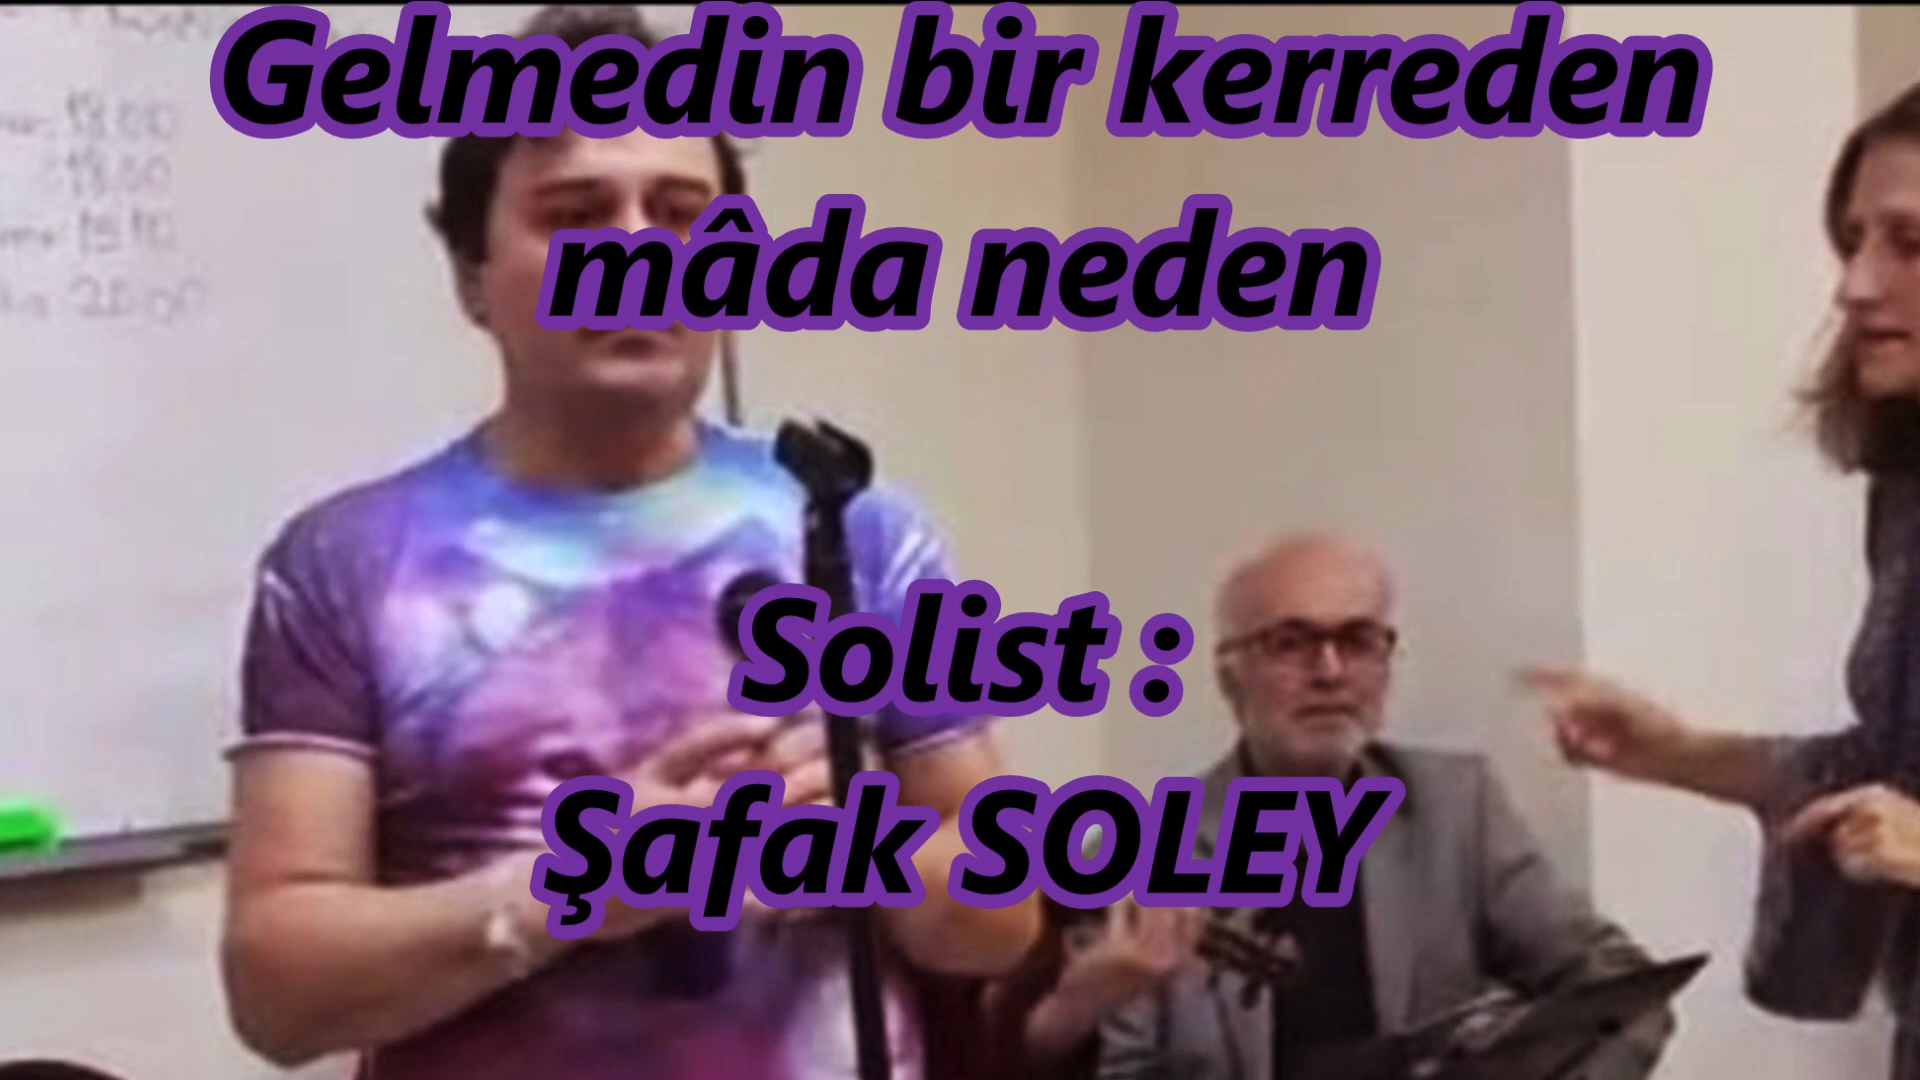 Gelmedin bir kerreden
mâda neden
Solist :
Şafak SOLEY